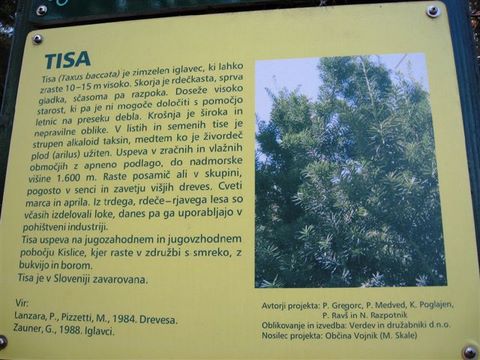 TISA
Tisa (Taxus baccata) je zimzelen iglavec, ki lahko
zraste 10–15 m visoko. Skorja je rdečkasta, sprva
gladka, sčasoma pa razpoka. Doseže visoko
starost, ki pa je ni mogoče določiti s pomočjo
letnic na preseku debla. Krošnja je široka in
nepravilne oblike. V listih in semenih tise je
strupen alkaloid taksin, medtem ko je živordeč
plod (arilus) užiten. Uspeva v zračnih in vlažnih
območjih z apneno podlago, do nadmorske
višine 1.600 m. Raste posamič ali v skupini,
pogosto v senci in zavetju višjih dreves. Cveti
marca in aprila. Iz trdega, rdeče–rjavega lesa so
včasih izdelovali loke, danes pa ga uporabljajo v
pohištveni industriji.
Tisa uspeva na jugozahodnem in jugovzhodnem
pobočju Kislice, kjer raste v združbi s smreko, z
bukvijo in borom.
Tisa je v Sloveniji zavarovana.
Vir:
Lanzara, P., Pizzetti, M., 1984. Drevesa.
Zauner, G., 1988. Iglavci.
Avtorji projekta: P. Gregorc, P. Medved, K. Poglajen,
P. Ravš in N. Razpotnik
Oblikovanje in izvedba: Verdev in družabniki d.n.o.
Nosilec projekta: Občina Vojnik (M. Skale)